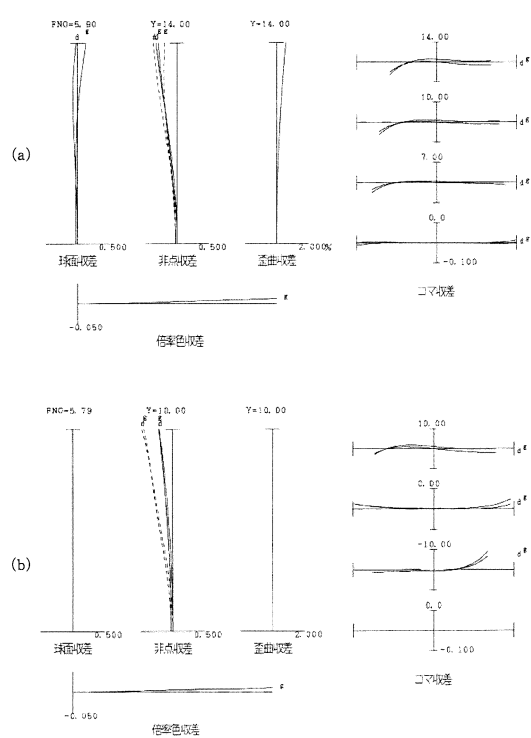 FNO=5.90
Y=14.00
Y=14.00
d g
d g g
(a)
0.500
0.500
2.000%
球面収差
非点収差
歪曲収差
g
-0.050
倍率色収差
14.00
d g
10.00
d g
7.00
d g
0.0
d g
-0.100
コマ収差
FNO=5.79
Y=10.00
Y=10.00
g g
d d
(b)
0.500
0.500
2.000
球面収差
非点収差
歪曲収差
g
-0.050
倍率色収差
10.00
d g
0.00
d g
-10.00
d g
0.0
-0.100
コマ収差